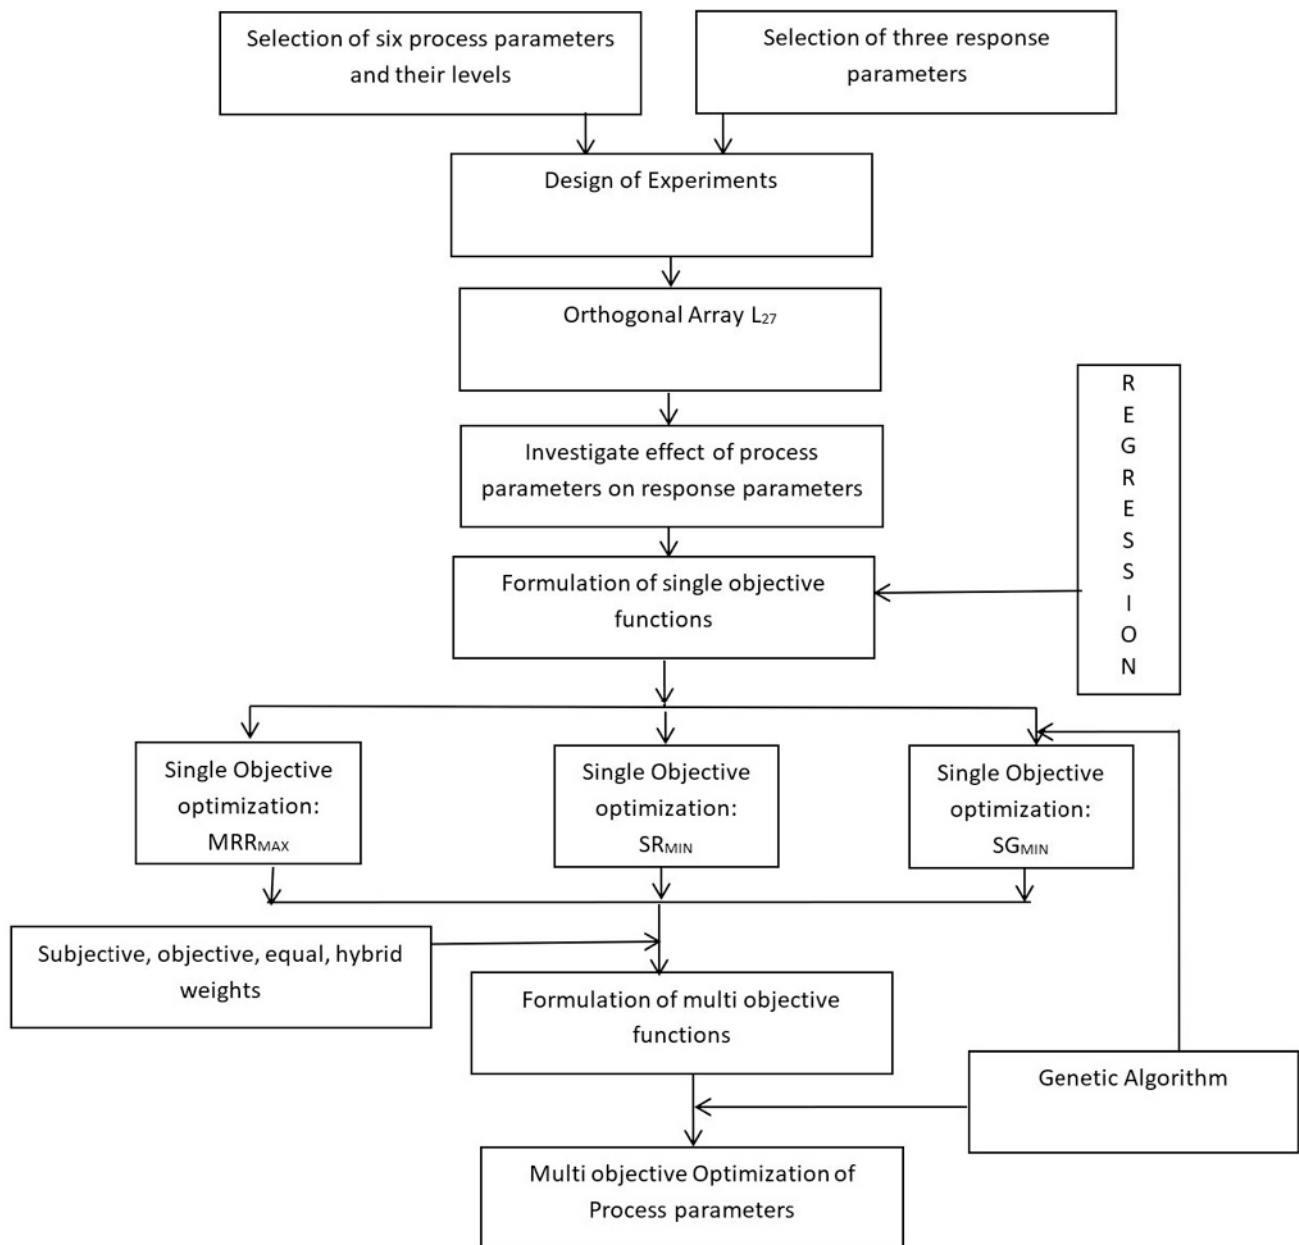 Selection of six process parameters
and their levels
Selection of three response
parameters
Design of Experiments
Orthogonal Array L₂₇
Investigate effect of process
parameters on response parameters
R
E
G
R
E
S
S
I
O
N
Formulation of single objective
functions
Single Objective
optimization:
MRRMAX
Single Objective
optimization:
SRMIN
Single Objective
optimization:
SGMIN
Subjective, objective, equal, hybrid
weights
Formulation of multi objective
functions
Genetic Algorithm
Multi objective Optimization of
Process parameters